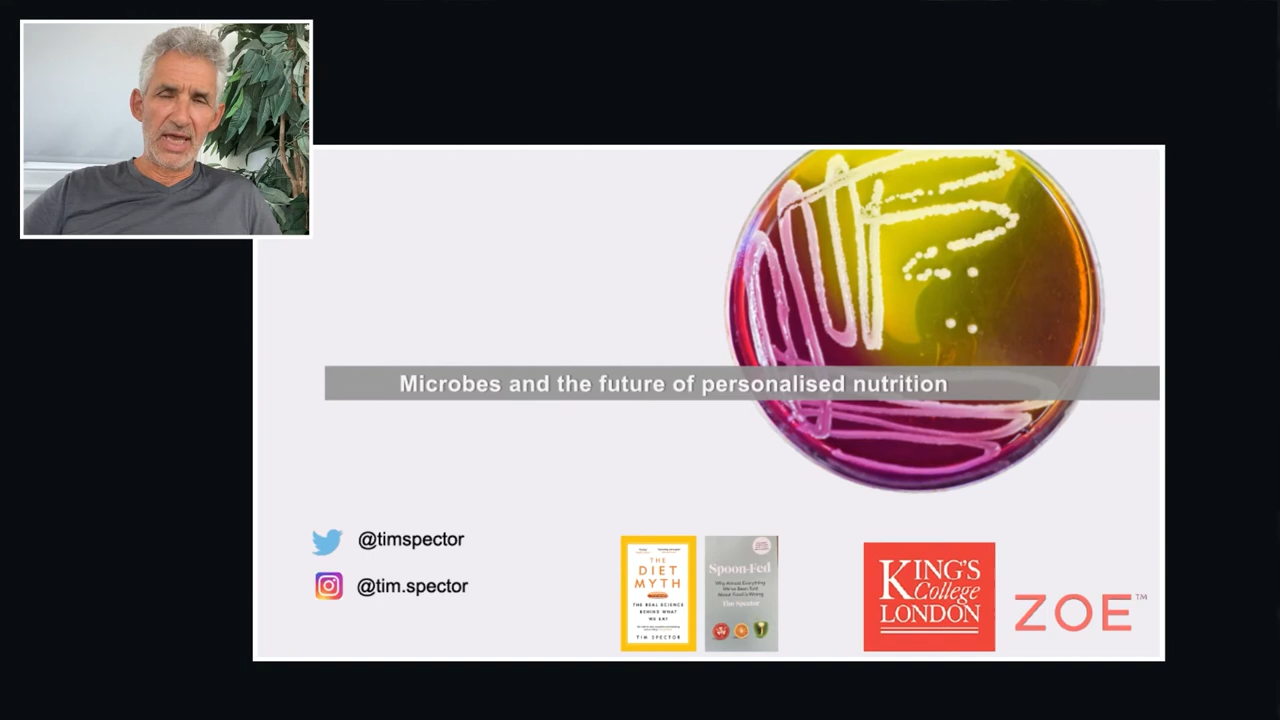 Microbes and the future of personalised nutrition
@timspector
@tim.spector
THE
DIET
MYTH
THE REAL SCIENCE
BEHIND WHAT
WE EAT
TIM SPECTOR
Spoon-Fed
Why Almost Everything
We've Been Told
About Food is Wrong
Tim Spector
KING'S
College
LONDON
ZOE™